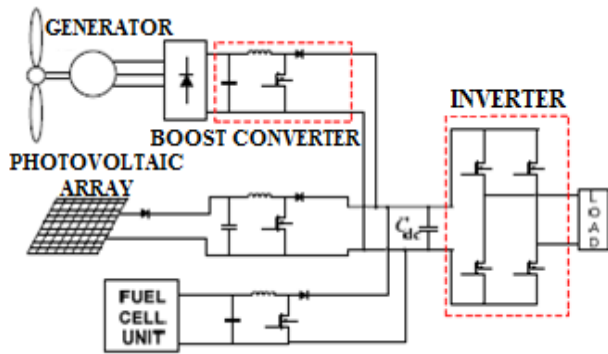 GENERATOR
BOOST CONVERTER
INVERTER
PHOTOVOLTAIC
ARRAY
Cdc
LOAD
FUEL
CELL
UNIT